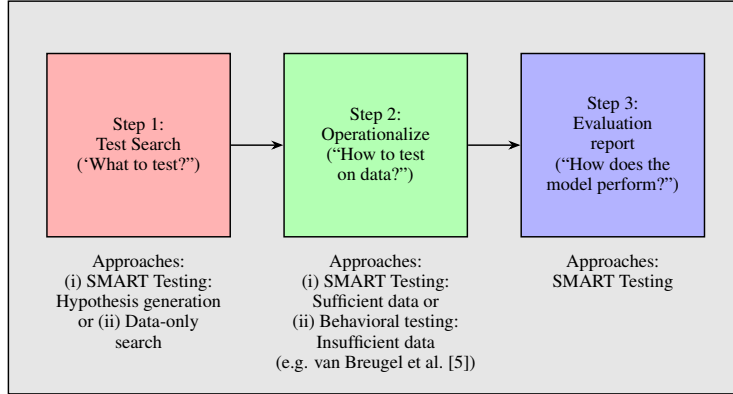 Step 1:
Test Search
(‘What to test?”)
Step 2:
Operationalize
(“How to test
on data?”)
Step 3:
Evaluation
report
(“How does the
model perform?”)
Approaches:
(i) SMART Testing:
Hypothesis generation
or (ii) Data-only
search
Approaches:
(i) SMART Testing:
Sufficient data or
(ii) Behavioral testing:
Insufficient data
(e.g. van Breugel et al. [5])
Approaches:
SMART Testing